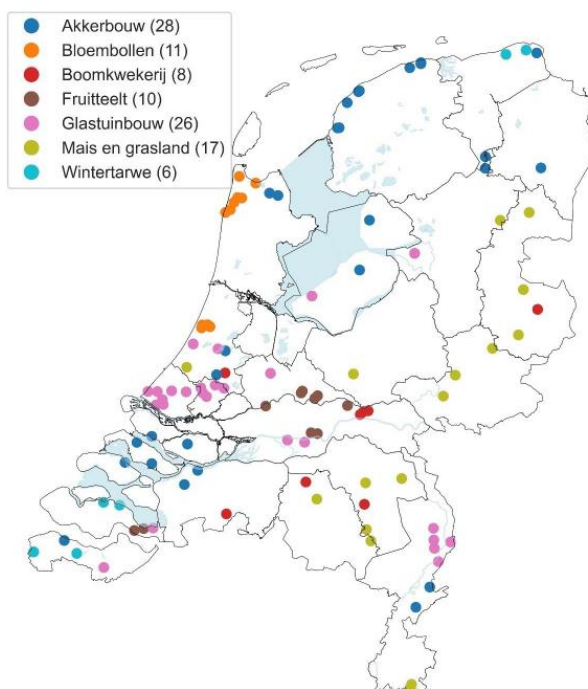 Akkerbouw (28)
Bloembollen (11)
Boomkwekerij (8)
Fruitteelt (10)
Glastuinbouw (26)
Mais en grasland (17)
Wintertarwe (6)